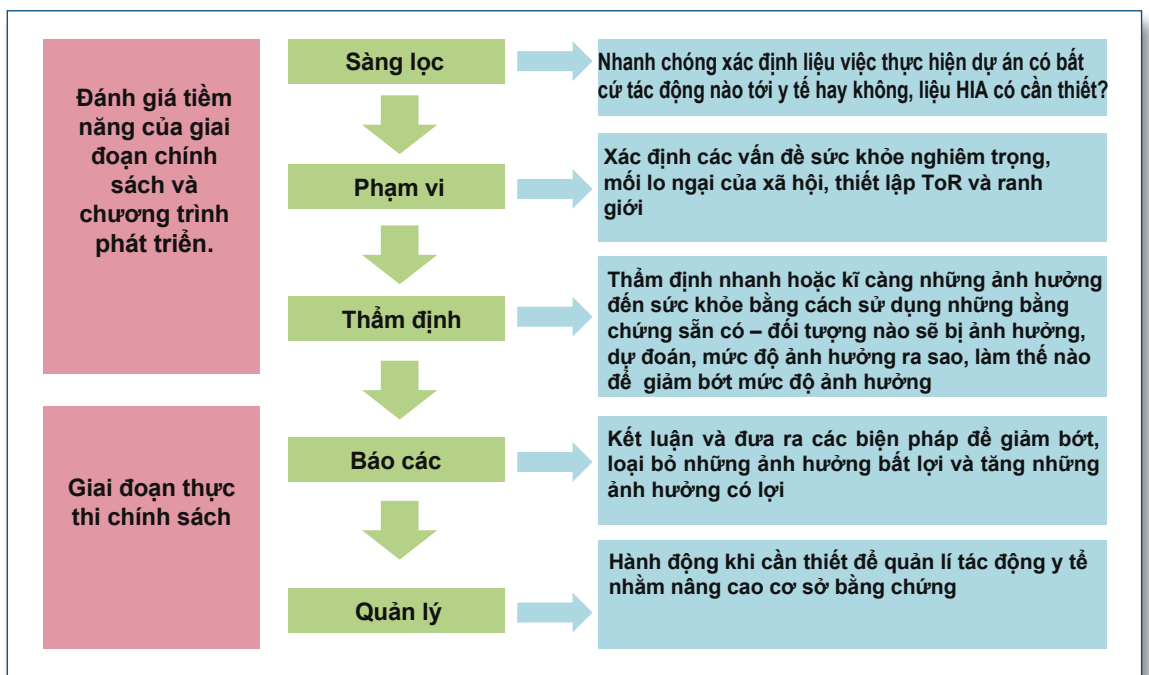 Đánh giá tiềm
năng của giai
đoạn chính
sách và
chương trình
phát triển.
Sàng lọc
Nhanh chóng xác định liệu việc thực hiện dự án có bất
cứ tác động nào tới y tế hay không, liệu HIA có cần thiết?
Phạm vi
Xác định các vấn đề sức khỏe nghiêm trọng,
mối lo ngại của xã hội, thiết lập ToR và ranh
giới
Thẩm định
Thẩm định nhanh hoặc kĩ càng những ảnh hưởng
đến sức khỏe bằng cách sử dụng những bằng
chứng sẵn có – đối tượng nào sẽ bị ảnh hưởng,
dự đoán, mức độ ảnh hưởng ra sao, làm thế nào
để giảm bớt mức độ ảnh hưởng
Giai đoạn thực
thi chính sách
Báo các
Kết luận và đưa ra các biện pháp để giảm bớt,
loại bỏ những ảnh hưởng bất lợi và tăng những
ảnh hưởng có lợi
Quản lý
Hành động khi cần thiết để quản lí tác động y tế
nhằm nâng cao cơ sở bằng chứng